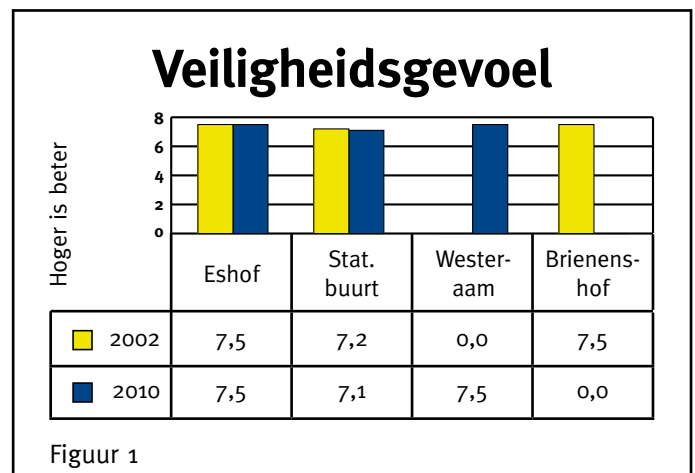 Veiligheidsgevoel
Hoger is beter
8
6
4
2
0
Eshof
Stat.
buurt
Wester-
aam
Brienens-
hof
2002 7,5 7,2 0,0 7,5
2010 7,5 7,1 7,5 0,0
Figuur 1